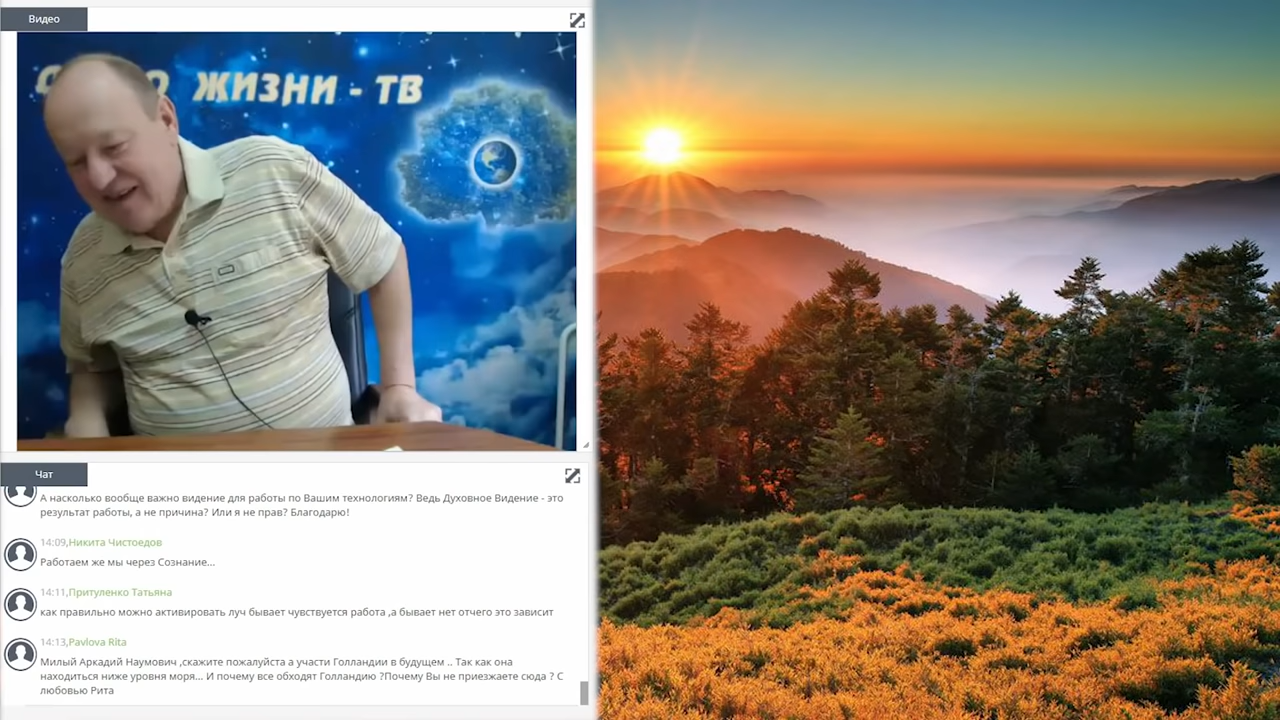 Видео
ЖИЗНИ - ТВ
Чат
А насколько вообще важно видение для работы по Вашим технологиям? Ведь Духовное Видение - это
результат работы, а не причина? Или я не прав? Благодарю!
14:09,Никита Чистоедов
Работаем же мы через Сознание...
14:11,Притуленко Татьяна
как правильно можно активировать луч бывает чувствуется работа ,а бывает нет отчего это зависит
14:13,Pavlova Rita
Милый Аркадий Наумович ,скажите пожалуйста а участи Голландии в будущем .. Так как она
находиться ниже уровня моря... И почему все обходят Голландию ?Почему Вы не приезжаете сюда ? С
любовью Рита